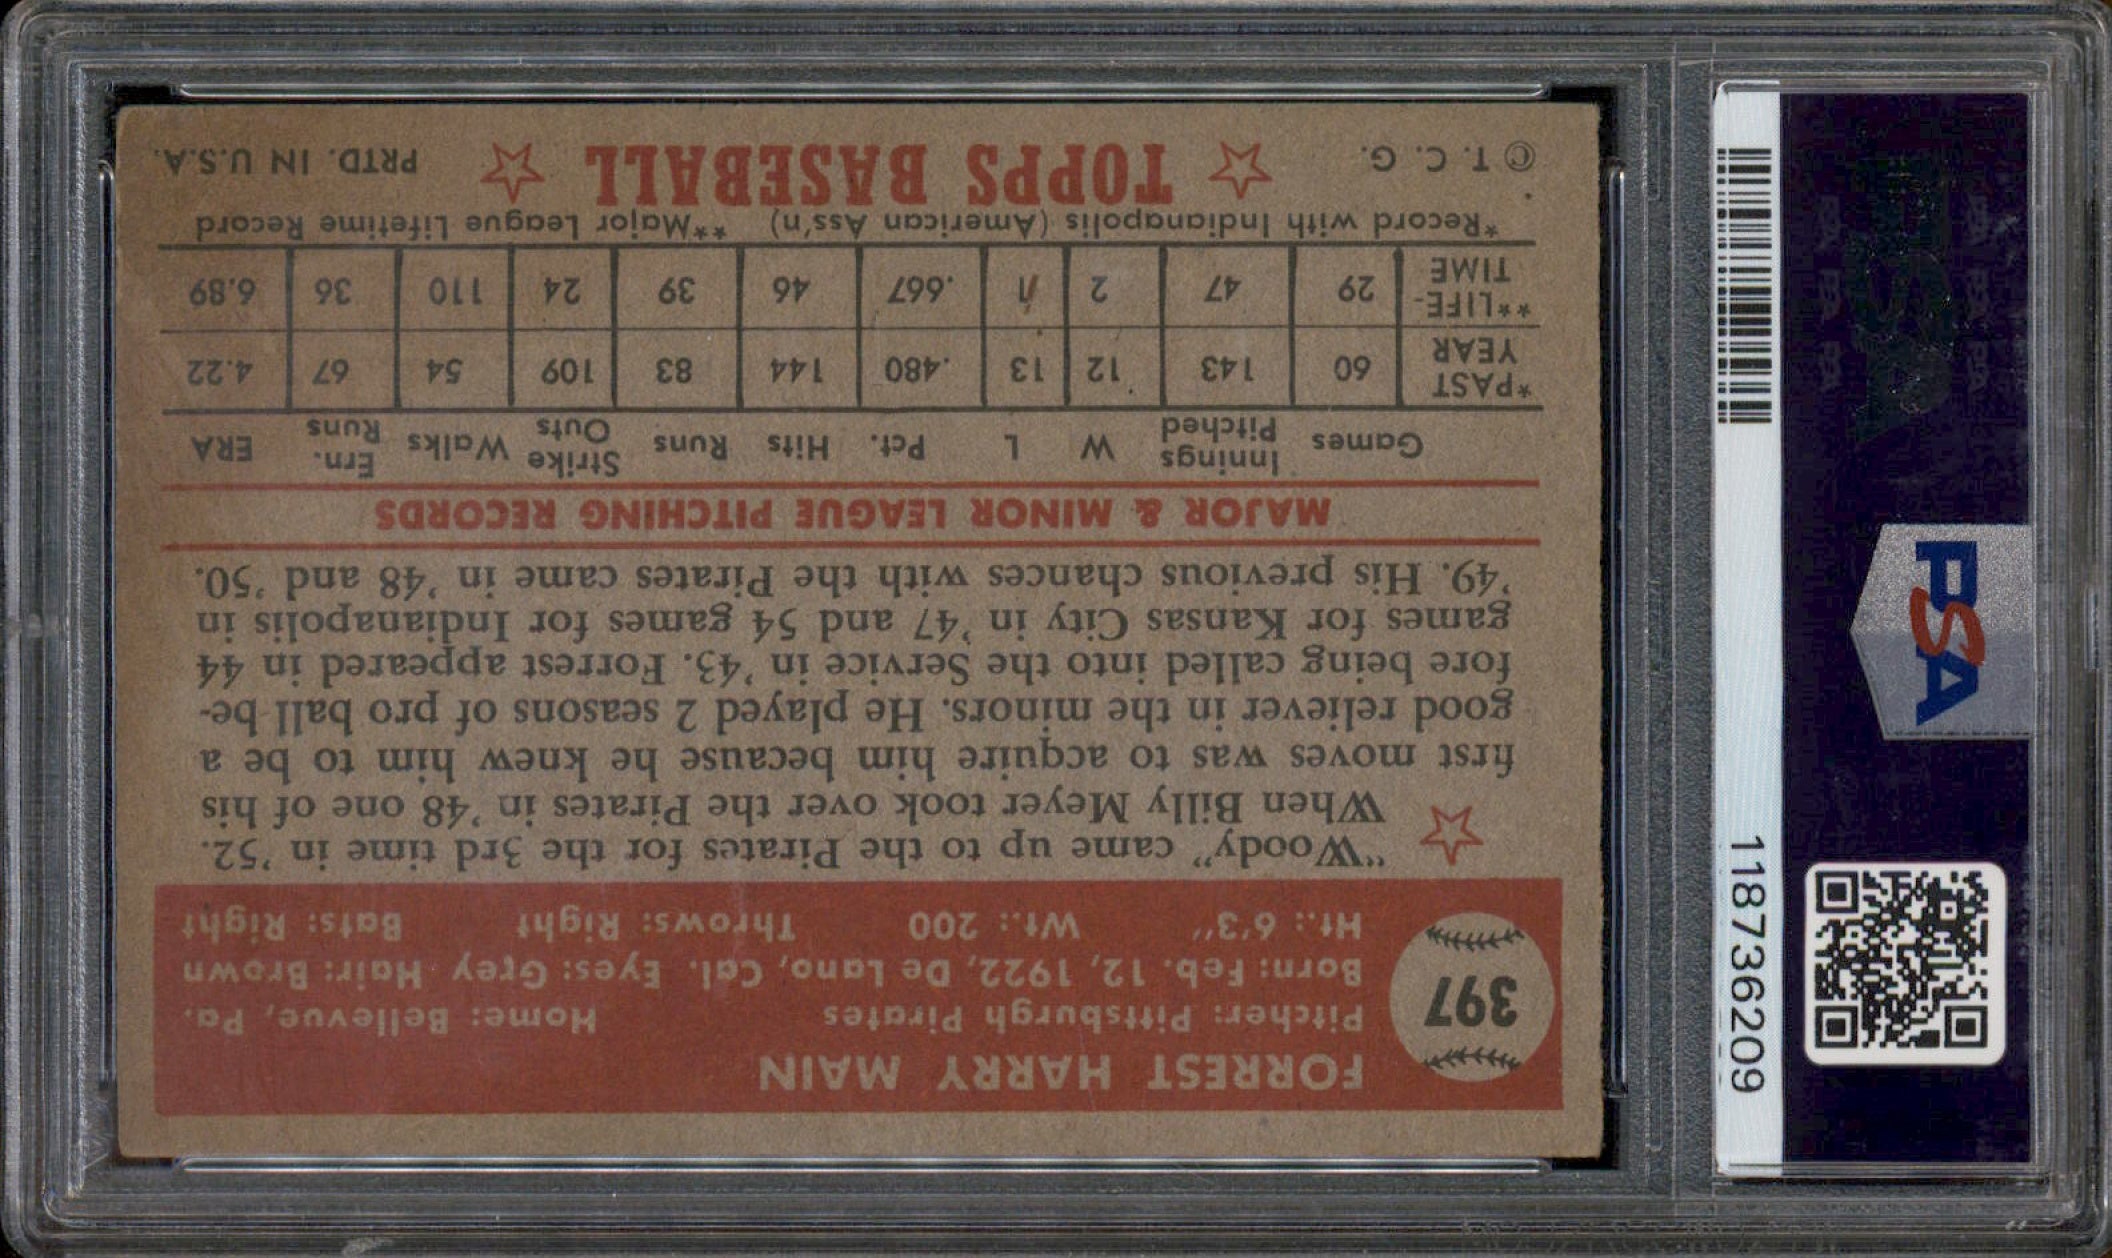 397
FORREST HARRY MAIN
Pitcher: Pittsburgh Pirates Home: Bellevue, Pa.
Born: Feb. 12, 1922, De Lano, Cal. Eyes: Grey Hair: Brown
Ht.: 6'3" Wt.: 200 Throws: Right Bats: Right
"Woody" came up to the Pirates for the 3rd time in '52.
When Billy Meyer took over the Pirates in '48 one of his
first moves was to acquire him because he knew him to be a
good reliever in the minors. He played 2 seasons of pro ball be-
fore being called into the Service in '43. Forrest appeared in 44
games for Kansas City in '47 and 54 games for Indianapolis in
'49. His previous chances with the Pirates came in '48 and '50.
MAJOR & MINOR LEAGUE PITCHING RECORDS
Games Innings Pitched W L Pct. Hits Runs Strike Outs Walks Ern. Runs ERA
*PAST YEAR 60 143 12 13 .480 144 83 109 54 67 4.22
**LIFE-TIME 29 47 2 1 .667 46 39 24 110 36 6.89
*Record with Indianapolis (American Ass'n) **Major League Lifetime Record
© T. C. G. TOPPS BASEBALL PRTD. IN U.S.A.
PSA
118736209